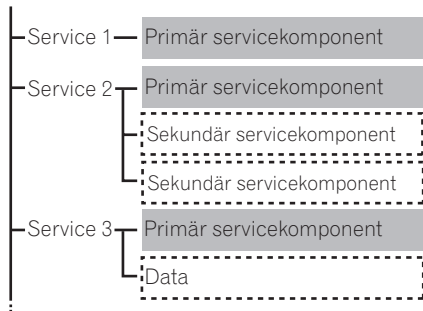 Service 1 Primär servicekomponent
Service 2 Primär servicekomponent
Sekundär servicekomponent
Sekundär servicekomponent
Service 3 Primär servicekomponent
Data